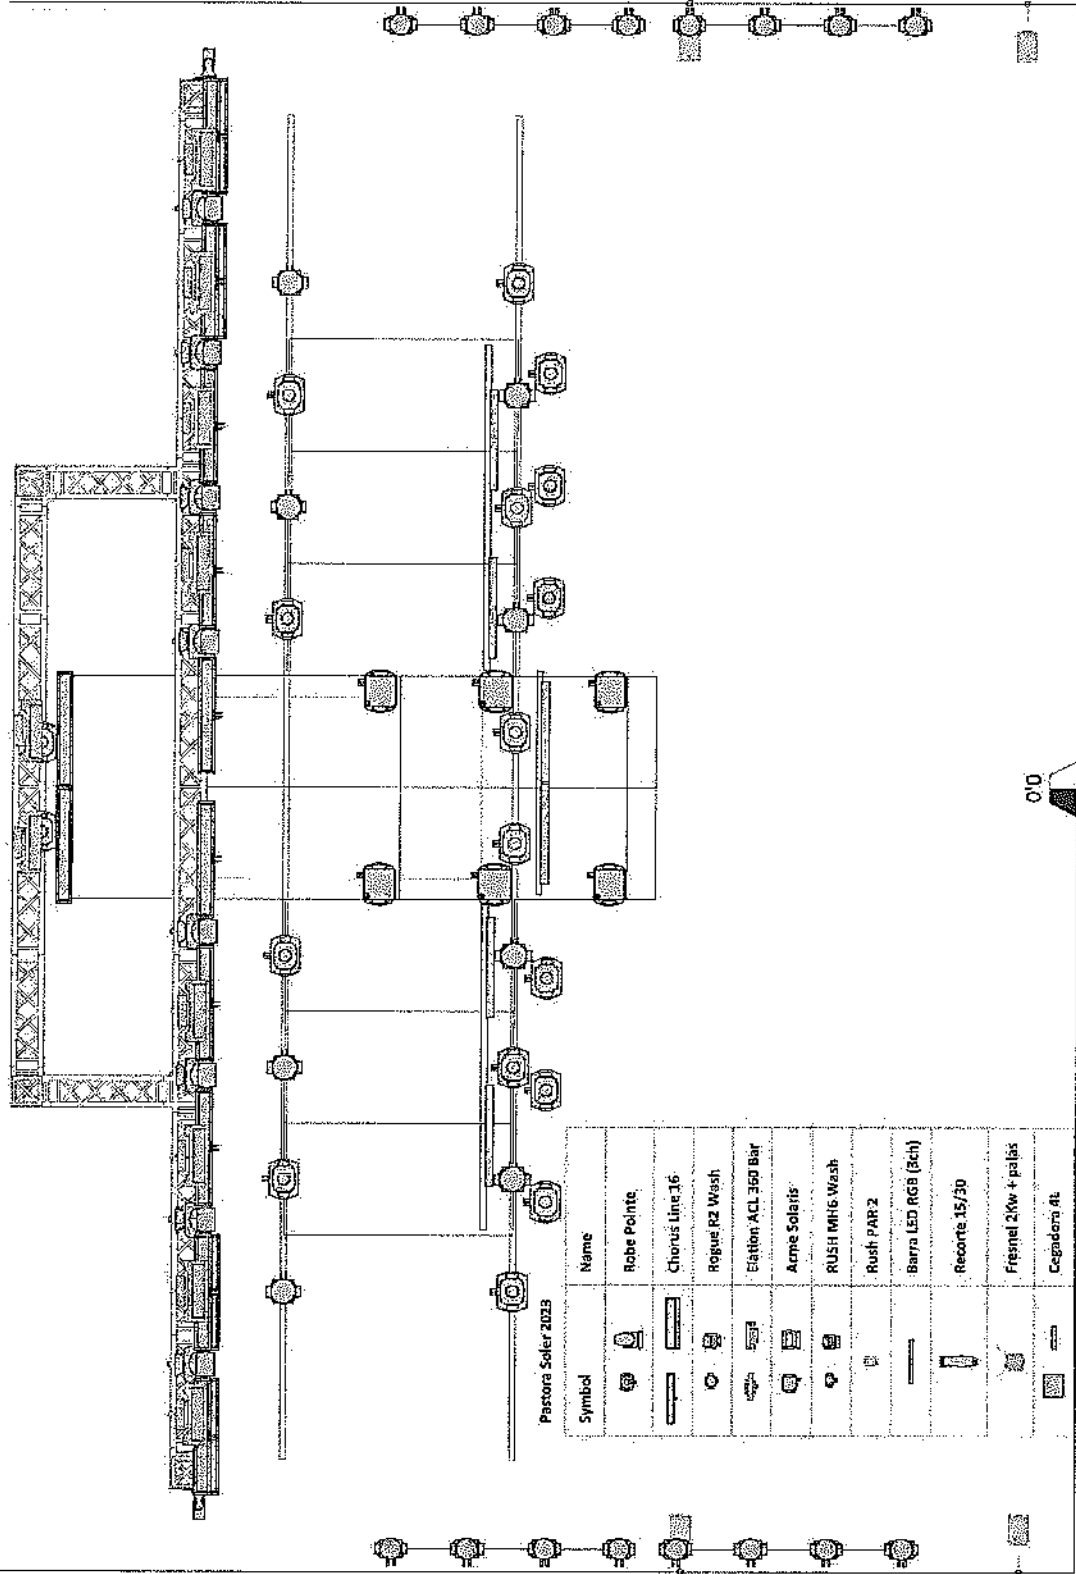 0'0
Pastora Soler 2023
Symbol Name
Robe Pointe
Chorus Line 16
Rogue R2 Wash
Elation ACL 360 Bar
Acme Solaris
RUSH MH6 Wash
Rush PAR 2
Barra LED RGB (3ch)
Recorte 15/30
Fresnel 2Kw + palas
Cegadora 4L